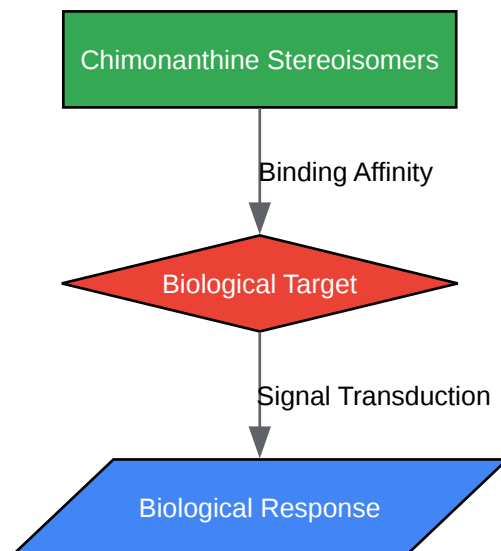 Chimonanthine Stereoisomers
Binding Affinity
Biological Target
Signal Transduction
Biological Response